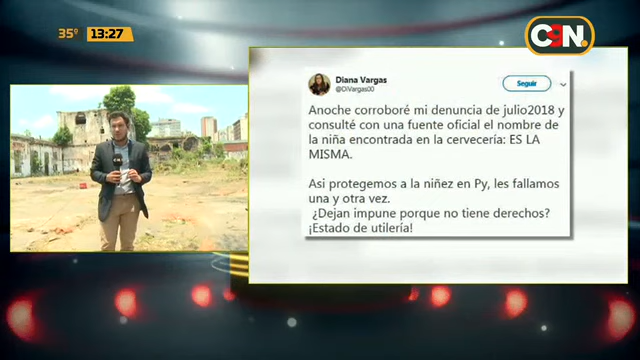 35º 13:27
C9N.
Diana Vargas
@DiVargas00
Seguir
Anoche corroboré mi denuncia de julio2018 y
consulté con una fuente oficial el nombre de
la niña encontrada en la cervecería: ES LA
MISMA.
Asi protegemos a la niñez en Py, les fallamos
una y otra vez.
¿Dejan impune porque no tiene derechos?
¡Estado de utilería!